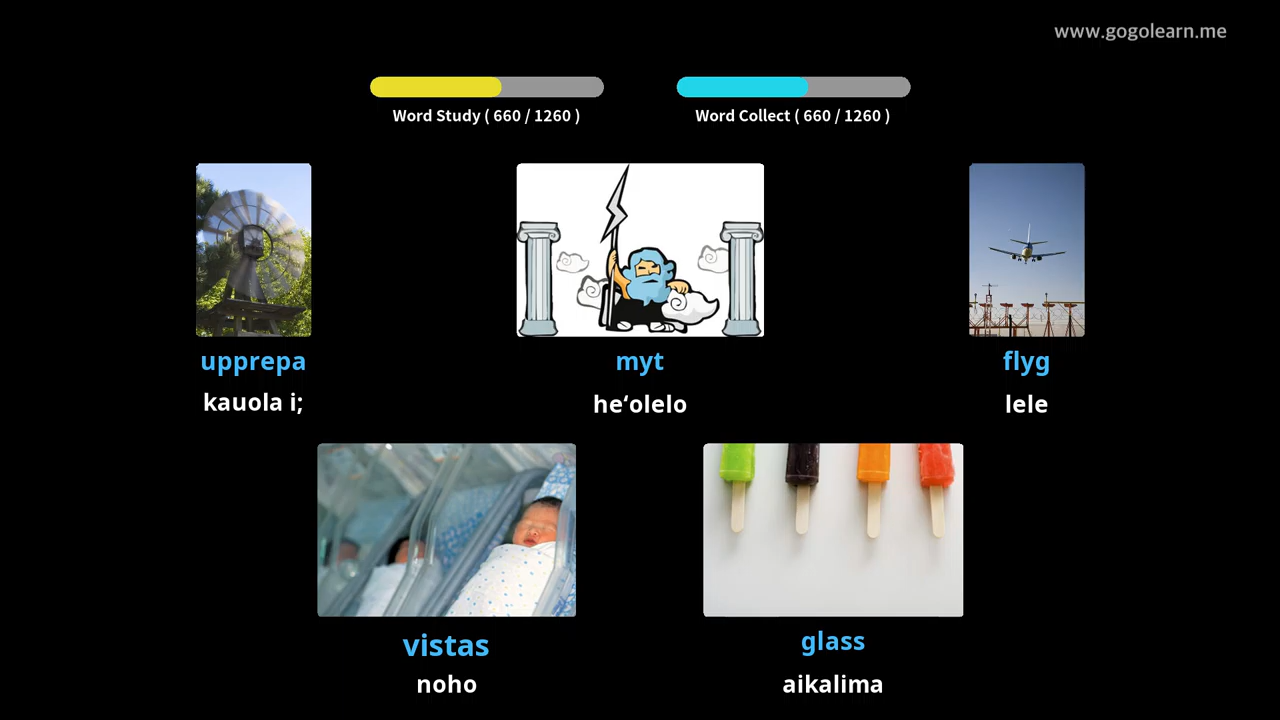 www.gogolearn.me
Word Study ( 660 / 1260 )
Word Collect ( 660 / 1260 )
upprepa
myt
flyg
kauola i;
heʻolelo
lele
vistas
glass
noho
aikalima